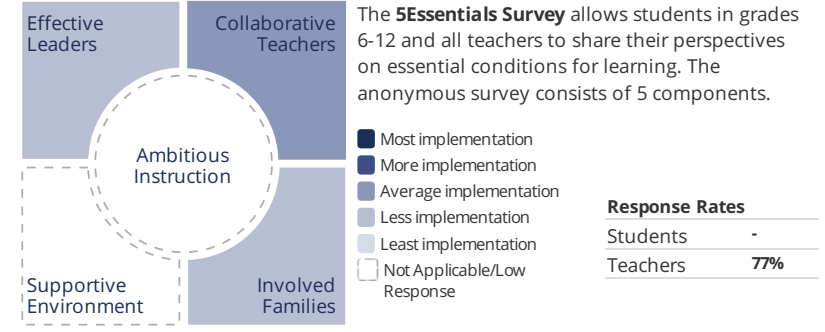 Effective
Leaders
Collaborative
Teachers
Ambitious
Instruction
Supportive
Environment
Involved
Families
The 5Essentials Survey allows students in grades
6-12 and all teachers to share their perspectives
on essential conditions for learning. The
anonymous survey consists of 5 components.
Most implementation
More implementation
Average implementation
Less implementation
Least implementation
Not Applicable/Low
Response
Response Rates
Students -
Teachers 77%